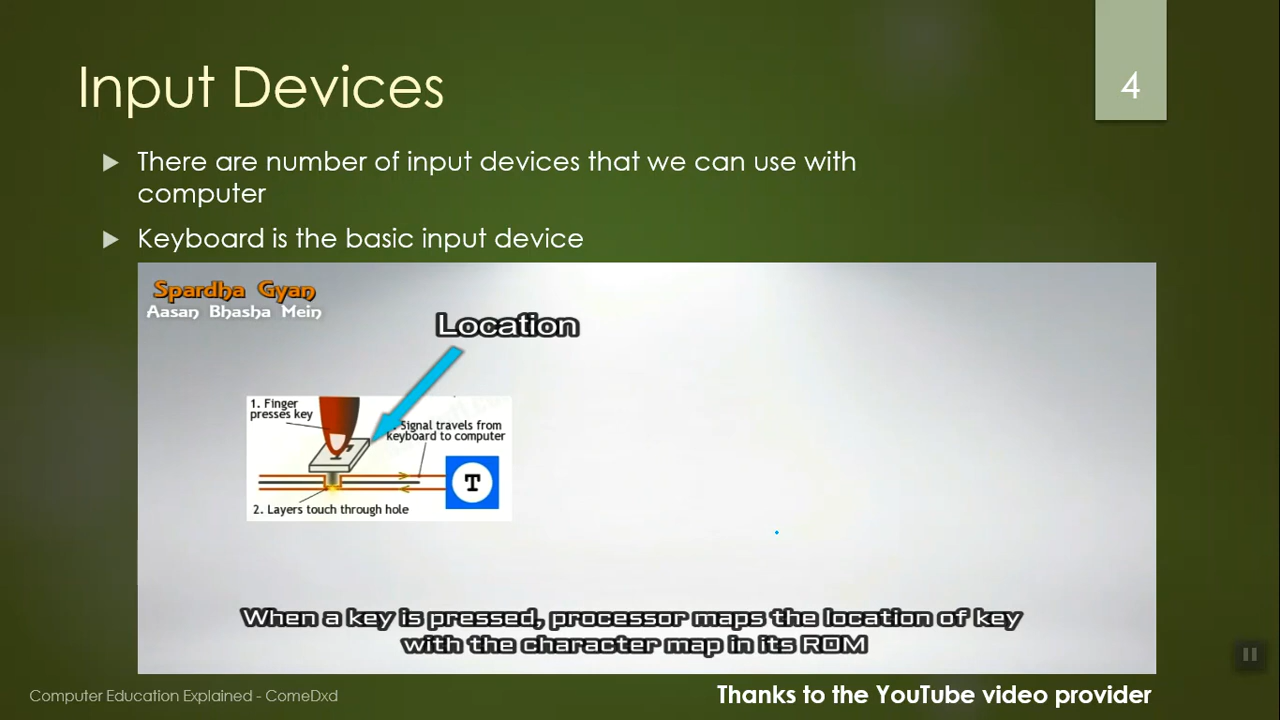 Input Devices
4
There are number of input devices that we can use with
computer
Keyboard is the basic input device
Spardha Gyan
Aasan Bhasha Mein
Location
1. Finger
presses key
Signal travels from
keyboard to computer
T
2. Layers touch through hole
When a key is pressed, processor maps the location of key
with the character map in its ROM
Computer Education Explained - ComeDxd
Thanks to the YouTube video provider